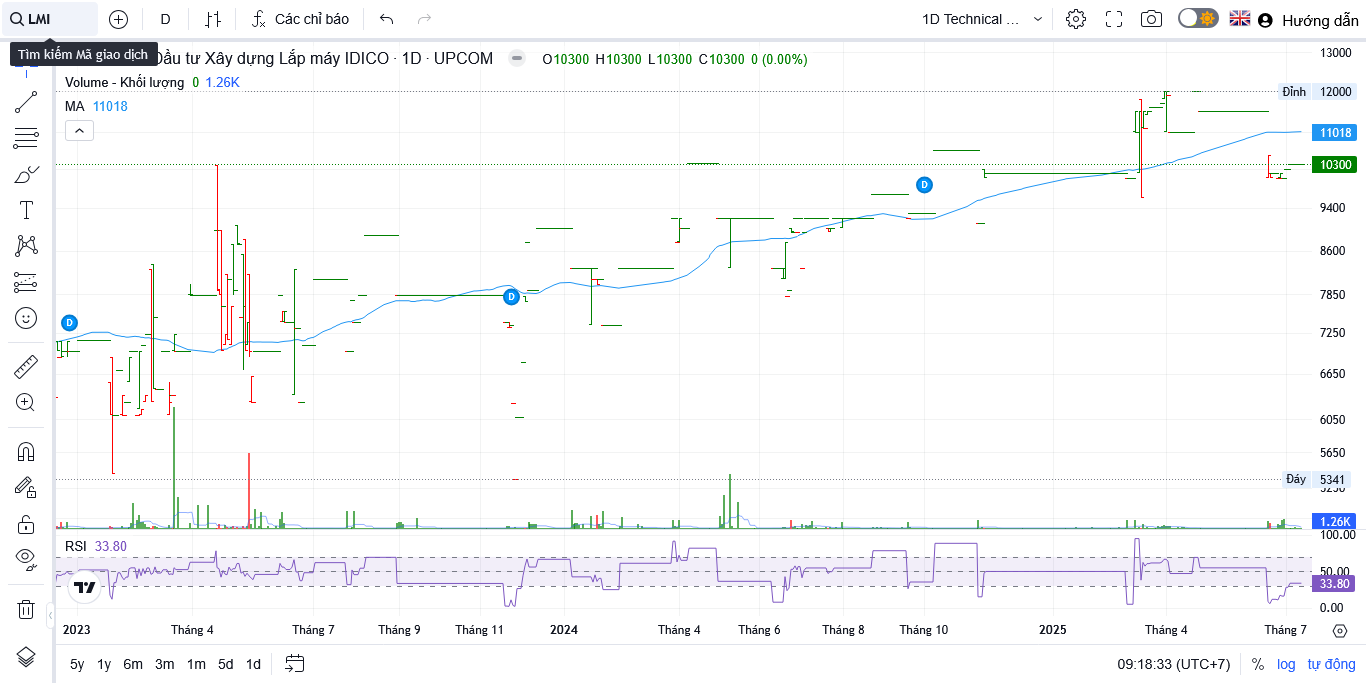 LMI D Các chỉ báo 1D Technical ... Hướng dẫn
Tìm kiếm Mã giao dịch
Đầu tư Xây dựng Lắp máy IDICO · 1D · UPCOM O10300 H10300 L10300 C10300 0 (0.00%)
Volume - Khối lượng 0 1.26K
MA 11018
13000
Đỉnh 12000
11018
10300
9400
8600
7850
7250
6650
6050
5650
Đáy 5341
5250
1.26K
D
D
D
RSI 33.80
100.00
50.00
33.80
0.00
2023 Tháng 4 Tháng 7 Tháng 9 Tháng 11 2024 Tháng 4 Tháng 6 Tháng 8 Tháng 10 2025 Tháng 4 Tháng 7
5y 1y 6m 3m 1m 5d 1d 09:18:33 (UTC+7) % log tự động